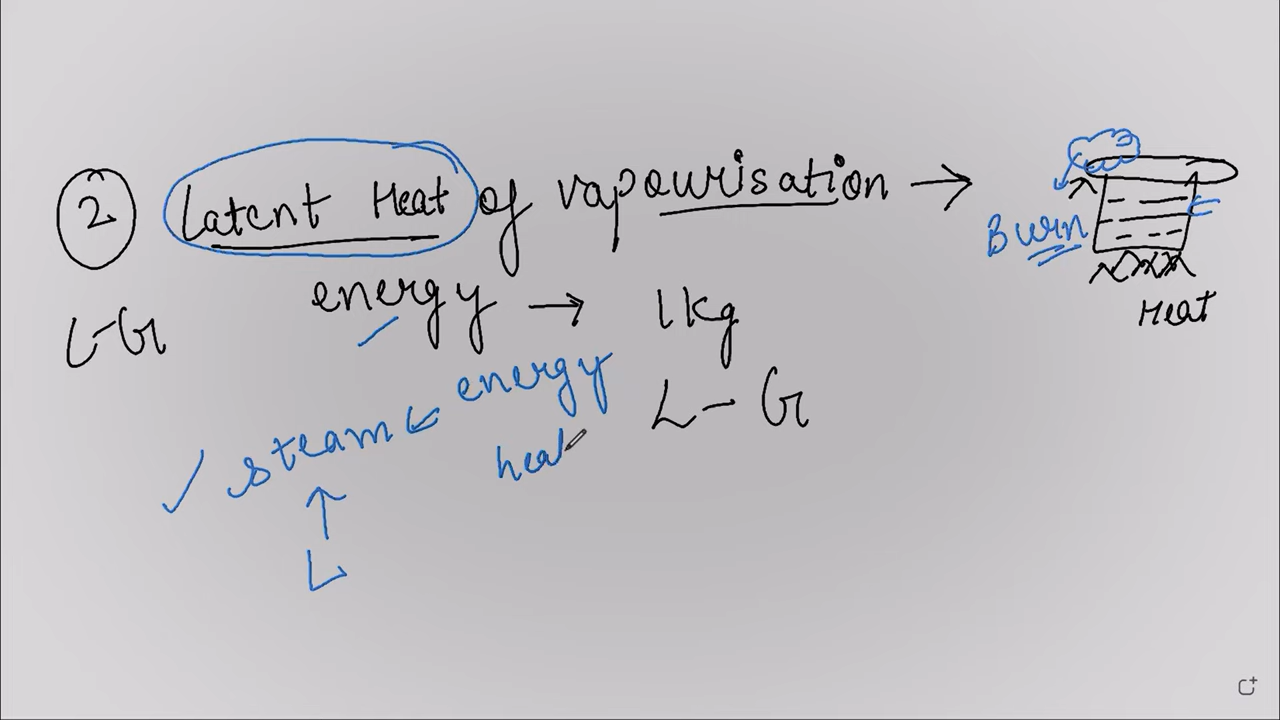 2 Latent Heat of vapourisation →
Burn
Heat
L-G energy → 1kg
energy L - G
✓ steam ←
heat
↑
L